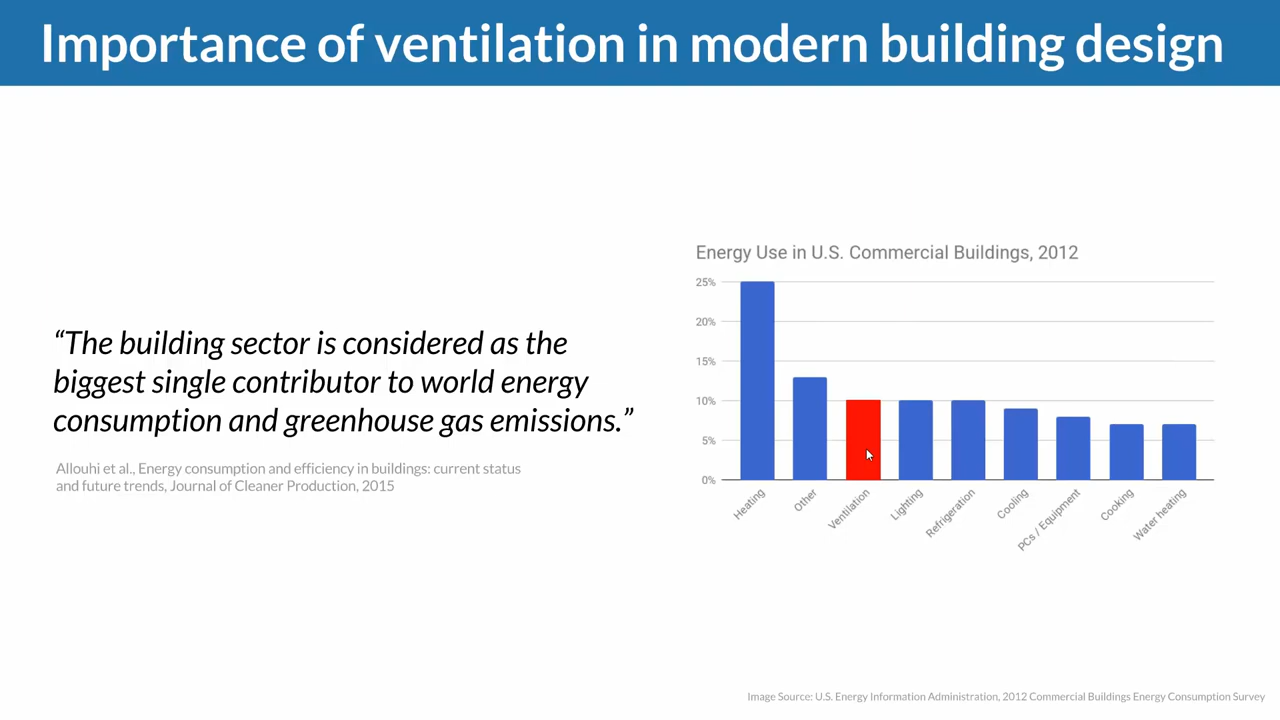 Importance of ventilation in modern building design
“The building sector is considered as the
biggest single contributor to world energy
consumption and greenhouse gas emissions.”
Allouhi et al., Energy consumption and efficiency in buildings: current status
and future trends, Journal of Cleaner Production, 2015
Energy Use in U.S. Commercial Buildings, 2012
25%
20%
15%
10%
5%
0%
Heating
Other
Ventilation
Lighting
Refrigeration
Cooling
PCs / Equipment
Cooking
Water heating
Image Source: U.S. Energy Information Administration, 2012 Commercial Buildings Energy Consumption Survey